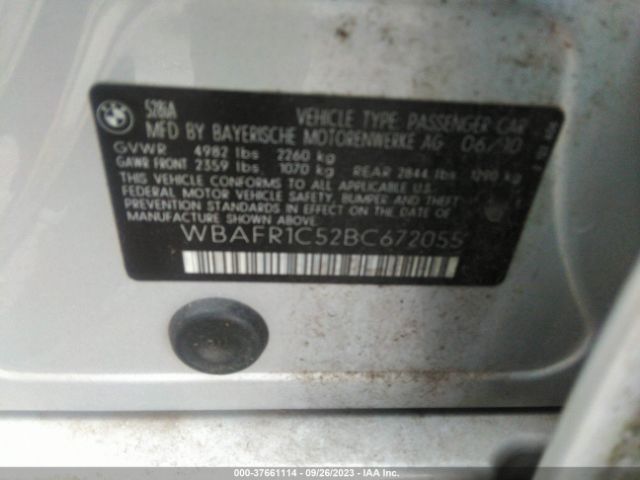 BMW
528iA
VEHICLE TYPE PASSENGER CAR
MFD BY BAYERISCHE MOTORENWERKE AG 06/10
GVWR 4982 lbs 2260 kg
GAWR FRONT 2359 lbs 1070 kg REAR 2844 lbs 1290 kg
THIS VEHICLE CONFORMS TO ALL APPLICABLE U.S.
FEDERAL MOTOR VEHICLE SAFETY, BUMPER AND THEFT
PREVENTION STANDARDS IN EFFECT ON THE DATE OF
MANUFACTURE SHOWN ABOVE.
WBAFR1C52BC672055
000-37661114 - 09/26/2023 - IAA Inc.